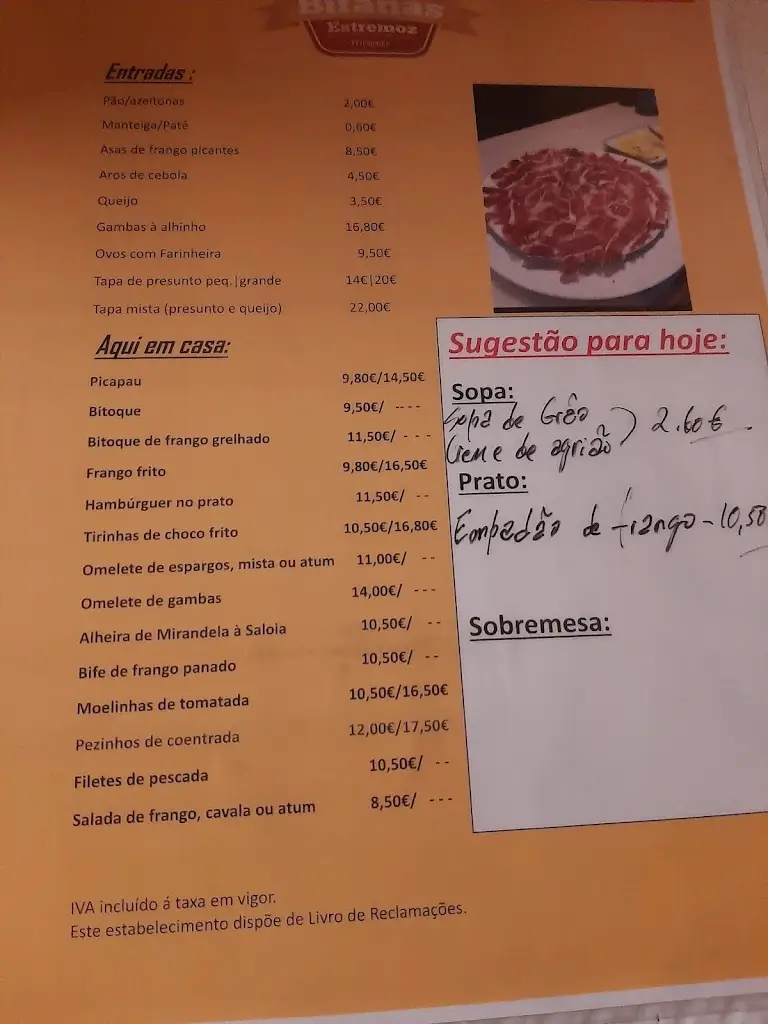 Bifanas
Estremoz
Entradas :
Pão/azeitonas 2,00€
Manteiga/Patê 0,60€
Asas de frango picantes 8,50€
Aros de cebola 4,50€
Queijo 3,50€
Gambas à alhinho 16,80€
Ovos com Farinheira 9,50€
Tapa de presunto peq.|grande 14€|20€
Tapa mista (presunto e queijo) 22,00€
Aqui em casa:
Picapau 9,80€/14,50€
Bitoque 9,50€/ ----
Bitoque de frango grelhado 11,50€/ - - -
Frango frito 9,80€/16,50€
Hambúrguer no prato 11,50€/ --
Tirinhas de choco frito 10,50€/16,80€
Omelete de espargos, mista ou atum 11,00€/ --
Omelete de gambas 14,00€/ ---
Alheira de Mirandela à Saloia 10,50€/ --
Bife de frango panado 10,50€/ --
Moelinhas de tomatada 10,50€/16,50€
Pezinhos de coentrada 12,00€/17,50€
Filetes de pescada 10,50€/ --
Salada de frango, cavala ou atum 8,50€/ ---
Sugestão para hoje:
Sopa:
Sopa de Grão
Creme de agrião ) 2.60€
Prato:
Empadão de frango - 10,50
Sobremesa:
IVA incluído á taxa em vigor.
Este estabelecimento dispõe de Livro de Reclamações.